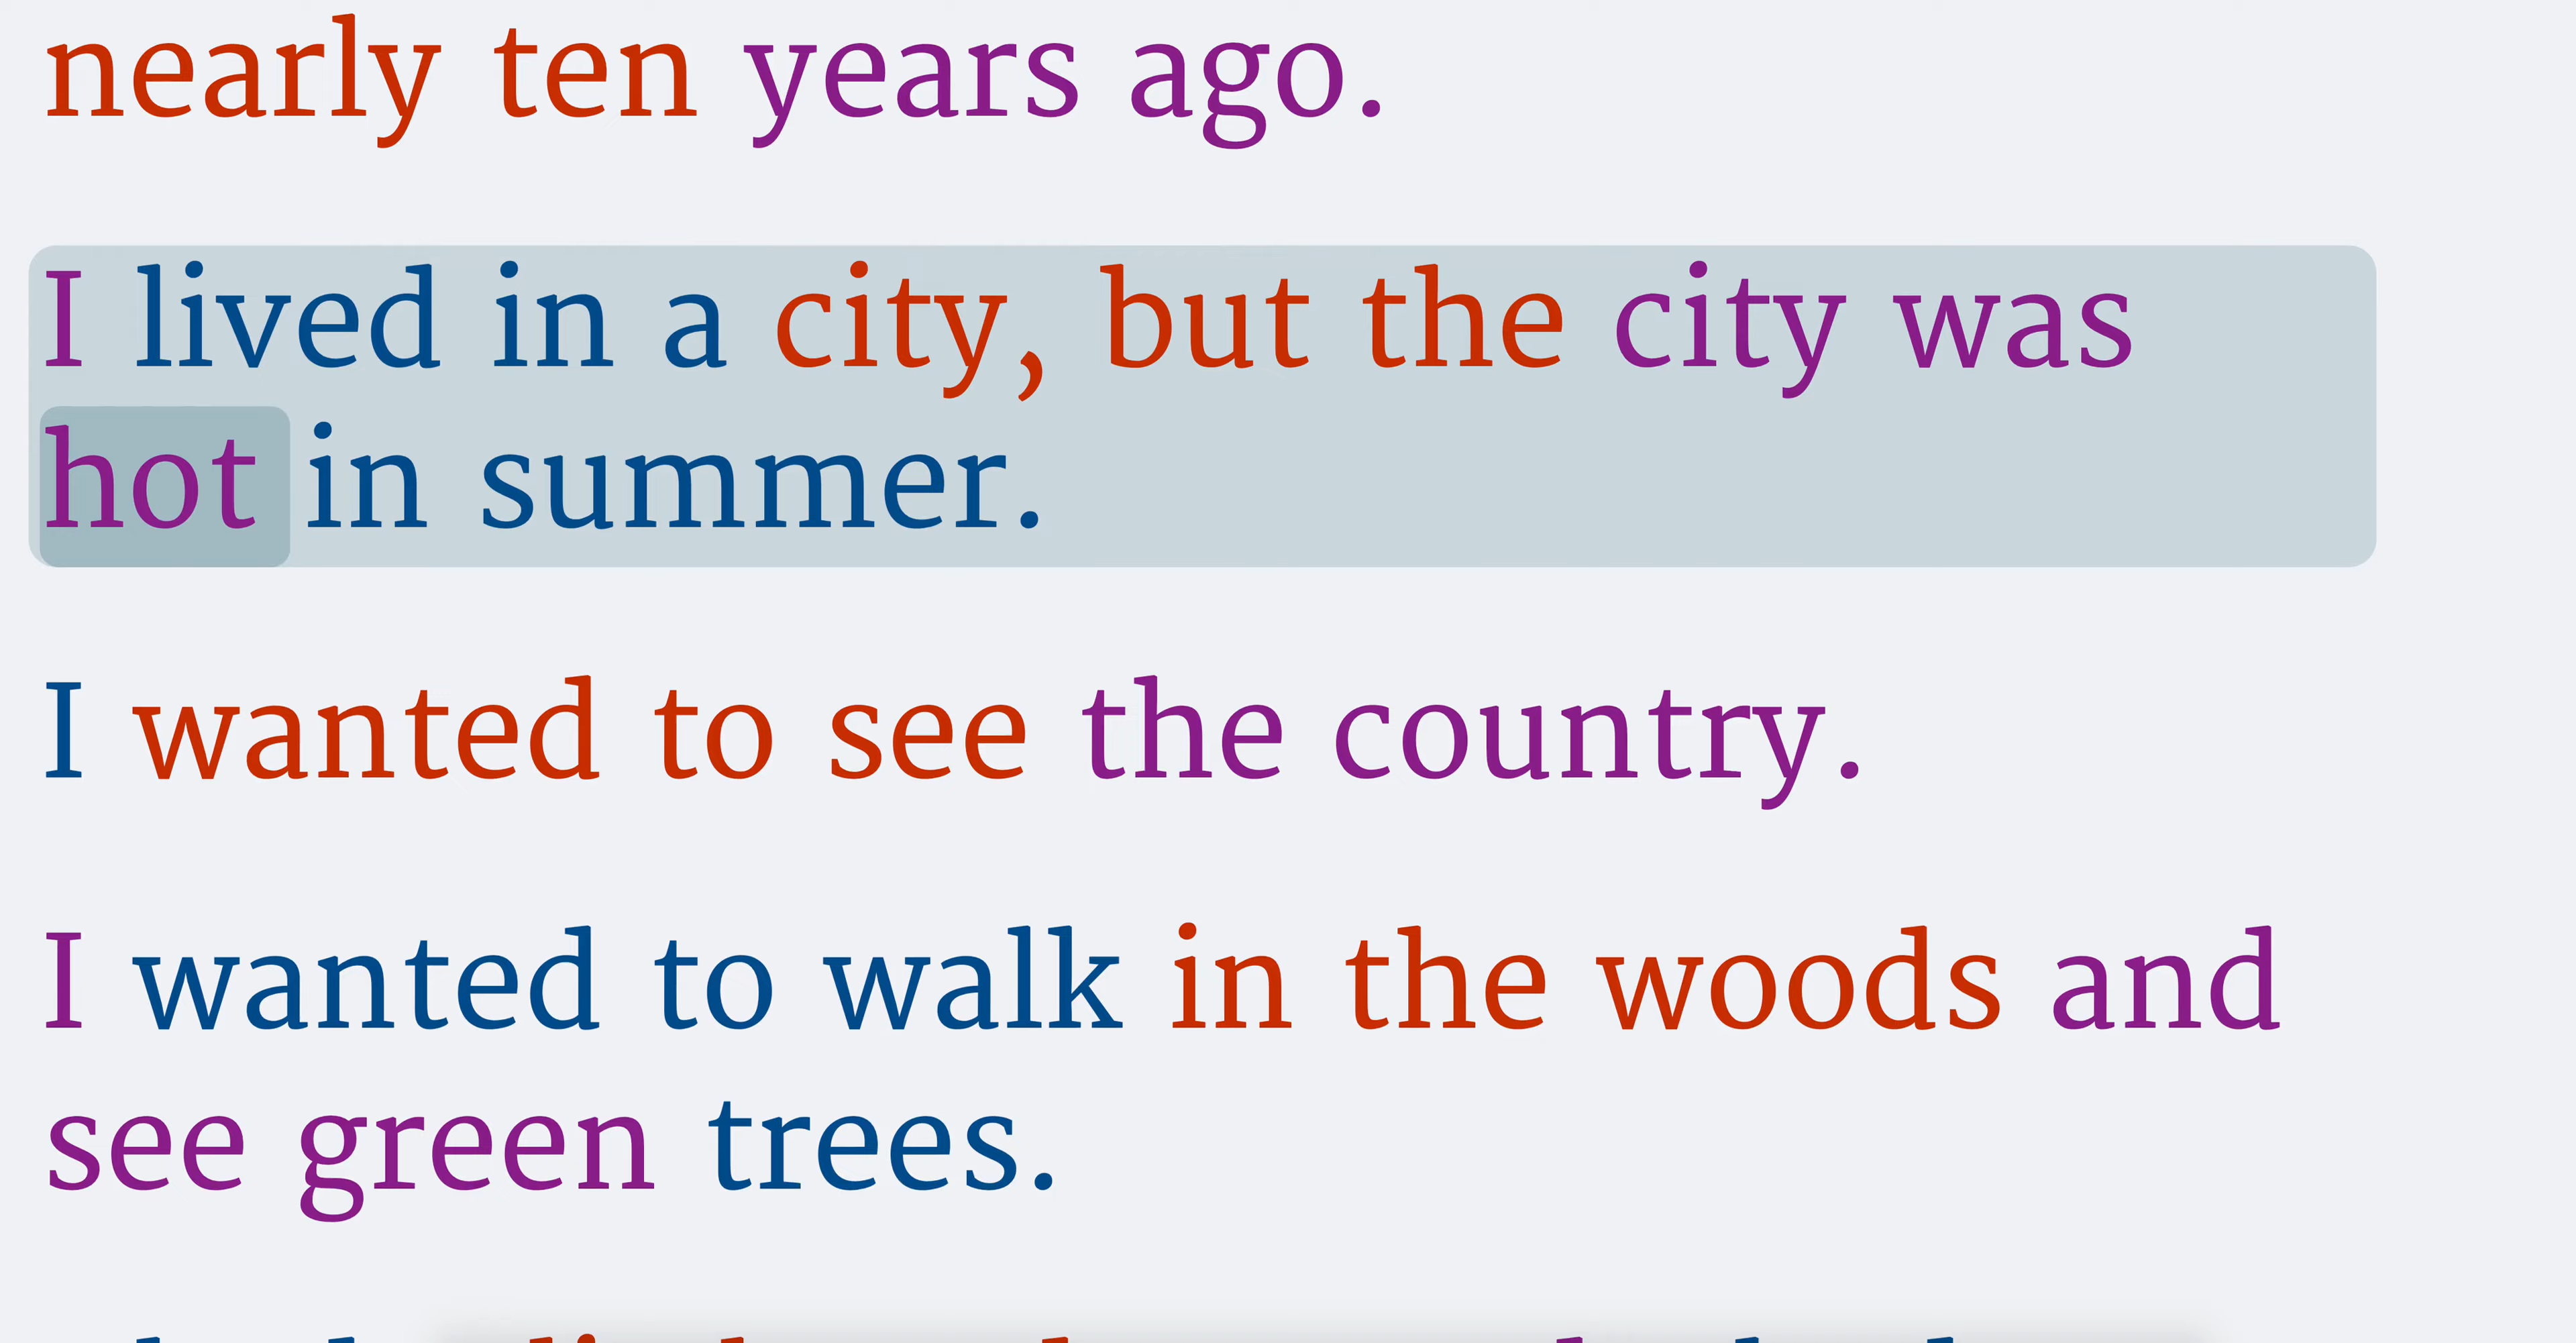 nearly ten years ago.
I lived in a city, but the city was
hot in summer.
I wanted to see the country.
I wanted to walk in the woods and
see green trees.